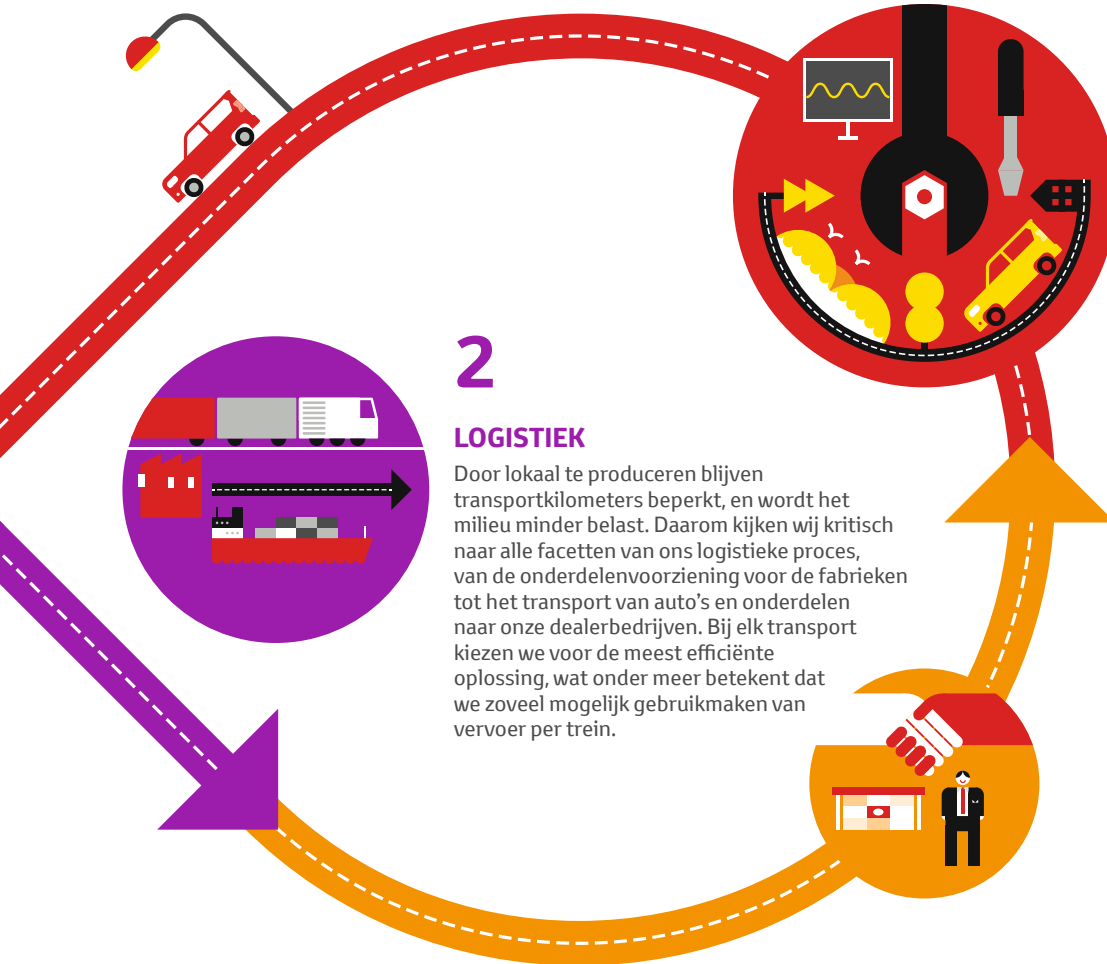 2
LOGISTIEK
Door lokaal te produceren blijven
transportkilometers beperkt, en wordt het
milieu minder belast. Daarom kijken wij kritisch
naar alle facetten van ons logistieke proces,
van de onderdelenvoorziening voor de fabrieken
tot het transport van auto’s en onderdelen
naar onze dealerbedrijven. Bij elk transport
kiezen we voor de meest efficiënte
oplossing, wat onder meer betekent dat
we zoveel mogelijk gebruikmaken van
vervoer per trein.